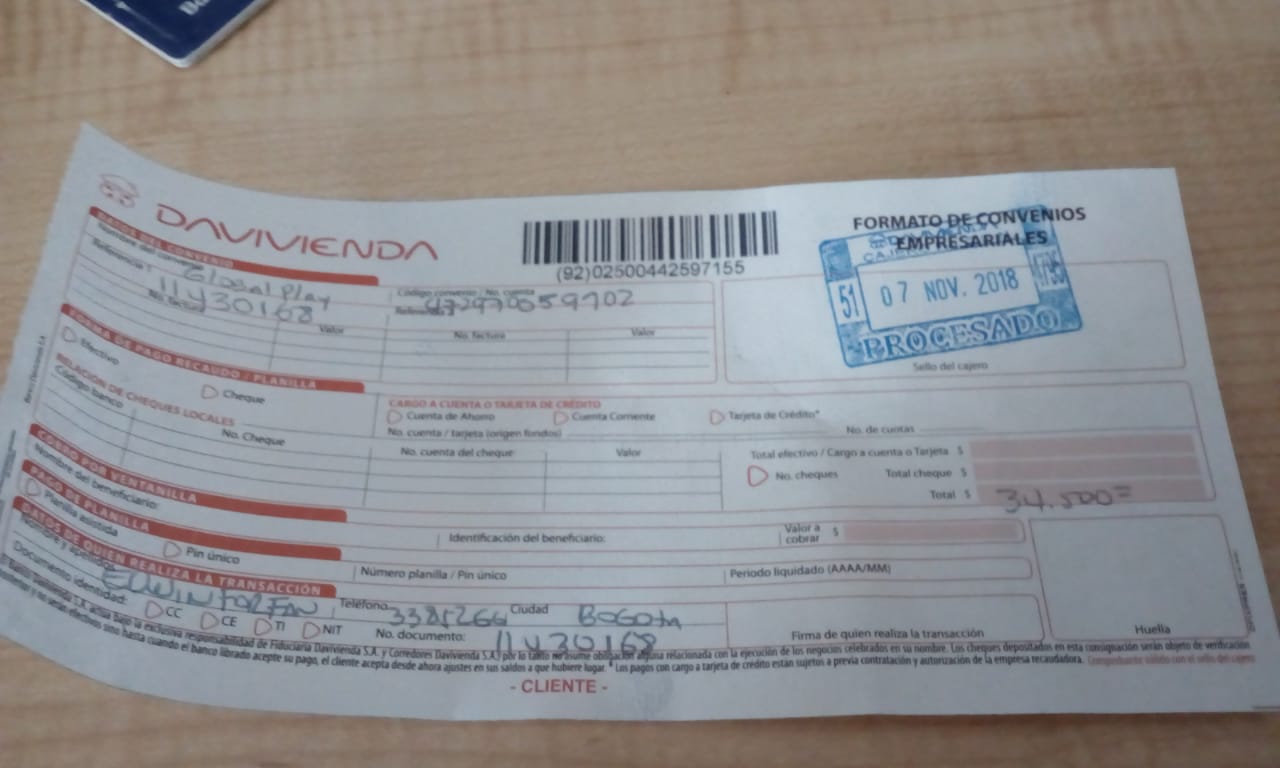 DAVIVIENDA
(92)02500442597155
FORMATO DE CONVENIOS
EMPRESARIALES
51
07 NOV. 2018
PROCESADO
Sello del cajero
DATOS DEL CONVENIO
Nombre del convenio Global Play
Código convenio / No. cuenta
Referencia 1 11430168
No. factura Valor No. factura Valor
FORMA DE PAGO RECAUDO / PLANILLA
Efectivo Cheque
CARGO A CUENTA O TARJETA DE CRÉDITO
Cuenta de Ahorro Cuenta Corriente Tarjeta de Crédito*
No. cuenta / tarjeta (origen fondos) No. de cuotas
RELACIÓN DE CHEQUES LOCALES
Código banco No. Cheque No. cuenta del cheque Valor
Total efectivo / Cargo a cuenta o Tarjeta $
No. cheques Total cheque $
Total $ 34.500=
COBRO POR VENTANILLA
Nombre del beneficiario: Identificación del beneficiario: Valor a cobrar $
PAGO DE PLANILLA
Planilla asistida Pin único Número planilla / Pin único Periodo liquidado (AAAA/MM)
DATOS DE QUIEN REALIZA LA TRANSACCIÓN
Nombre y apellidos Edwin Forfan Teléfono 3385266 Ciudad Bogota
Documento identidad: CC CE TI NIT No. documento: 11430168
Firma de quien realiza la transacción
Huella
Banco Davivienda S.A. actúa bajo la exclusiva responsabilidad de Fiduciaria Davivienda S.A. y Corredores Davivienda S.A., por lo tanto no asume obligación alguna relacionada con la ejecución de los negocios celebrados en su nombre. Los cheques depositados en esta consignación serán objeto de verificación
y no serán efectivos sino hasta cuando el banco librado acepte su pago, el cliente acepta desde ahora ajustes en sus saldos a que hubiere lugar. * Los pagos con cargo a tarjeta de crédito están sujetos a previa contratación y autorización de la empresa recaudadora. Comprobante válido con el sello del cajero
- CLIENTE -